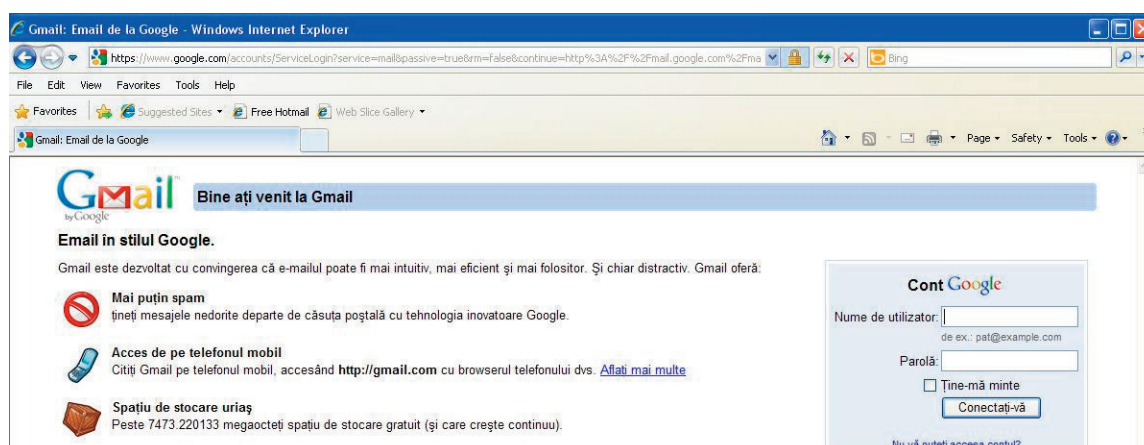 Gmail: Email de la Google - Windows Internet Explorer
https://www.google.com/accounts/ServiceLogin?service=mail&passive=true&rm=false&continue=http%3A%2F%2Fmail.google.com%2Fma
Bing
File Edit View Favorites Tools Help
Favorites Suggested Sites Free Hotmail Web Slice Gallery
Gmail: Email de la Google Page Safety Tools
Gmail™
by Google
Bine ați venit la Gmail
Email în stilul Google.
Gmail este dezvoltat cu convingerea că e-mailul poate fi mai intuitiv, mai eficient și mai folositor. Și chiar distractiv. Gmail oferă:
Mai puțin spam
țineți mesajele nedorite departe de căsuța poștală cu tehnologia inovatoare Google.
Acces de pe telefonul mobil
Citiți Gmail pe telefonul mobil, accesând http://gmail.com cu browserul telefonului dvs. Aflați mai multe
Spațiu de stocare uriaș
Peste 7473.220133 megaocteți spațiu de stocare gratuit (și care crește continuu).
Cont Google
Nume de utilizator:
de ex.: pat@example.com
Parolă:
Ține-mă minte
Conectați-vă
Nu vă puteți accesa contul?